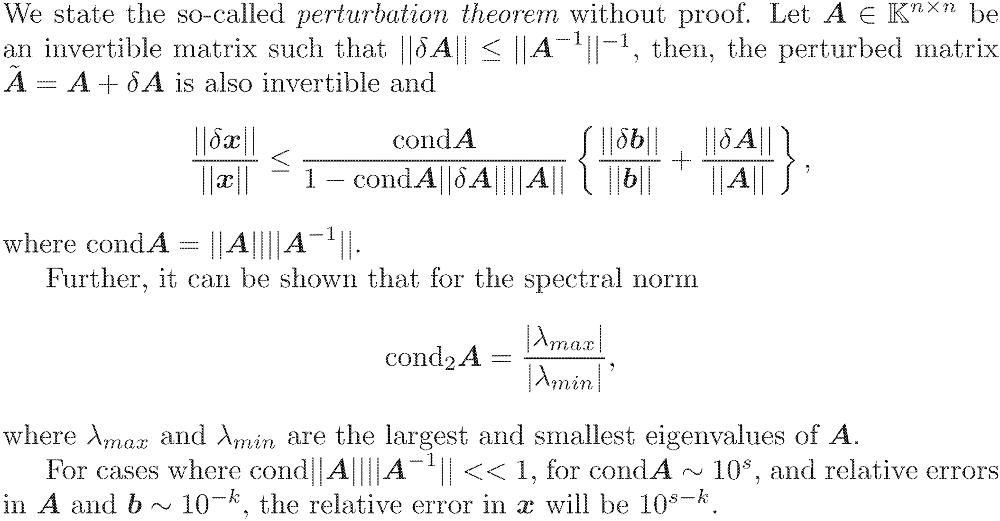 We state the so-called perturbation theorem without proof. Let $\boldsymbol{A} \in \mathbb{K}^{n \times n}$ be
an invertible matrix such that $||\delta \boldsymbol{A}|| \leq ||\boldsymbol{A}^{-1}||^{-1}$, then, the perturbed matrix
$\tilde{\boldsymbol{A}} = \boldsymbol{A} + \delta \boldsymbol{A}$ is also invertible and
$\frac{||\delta \boldsymbol{x}||}{||\boldsymbol{x}||} \leq \frac{\text{cond} \boldsymbol{A}}{1 - \text{cond} \boldsymbol{A} ||\delta \boldsymbol{A}||||\boldsymbol{A}||} \left\{ \frac{||\delta \boldsymbol{b}||}{||\boldsymbol{b}||} + \frac{||\delta \boldsymbol{A}||}{||\boldsymbol{A}||} \right\},$
where $\text{cond} \boldsymbol{A} = ||\boldsymbol{A}||||\boldsymbol{A}^{-1}||$.
Further, it can be shown that for the spectral norm
$\text{cond}_2 \boldsymbol{A} = \frac{|\lambda_{max}|}{|\lambda_{min}|},$
where $\lambda_{max}$ and $\lambda_{min}$ are the largest and smallest eigenvalues of $\boldsymbol{A}$.
For cases where $\text{cond} ||\boldsymbol{A}||||\boldsymbol{A}^{-1}|| << 1$, for $\text{cond} \boldsymbol{A} \sim 10^s$, and relative errors
in $\boldsymbol{A}$ and $\boldsymbol{b} \sim 10^{-k}$, the relative error in $\boldsymbol{x}$ will be $10^{s-k}$.